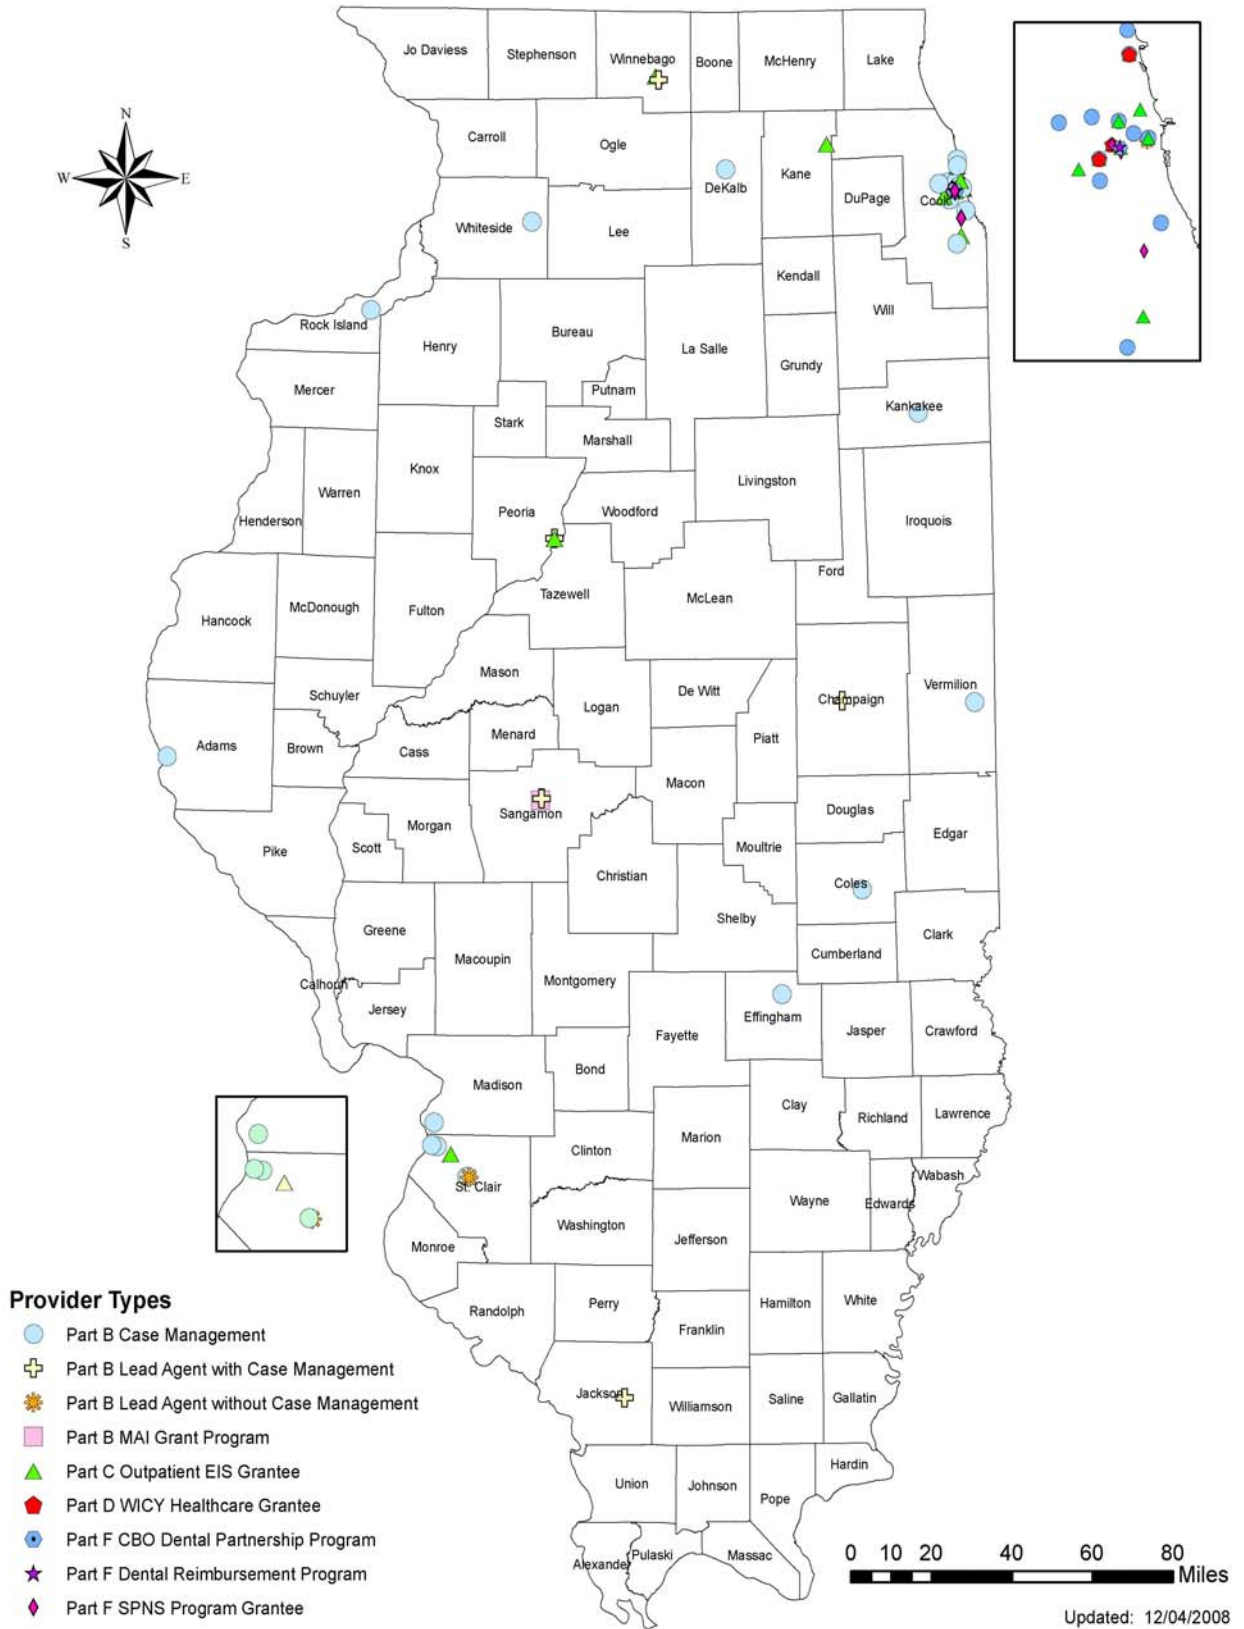 Jo Daviess
Stephenson
Winnebago
Boone
McHenry
Lake
N
W
E
S
Carroll
Ogle
DeKalb
Kane
DuPage
Cook
Whiteside
Lee
Kendall
Will
Rock Island
Henry
Bureau
La Salle
Grundy
Putnam
Mercer
Kankakee
Stark
Marshall
Knox
Warren
Henderson
Peoria
Woodford
Livingston
Iroquois
Ford
Tazewell
McLean
Hancock
McDonough
Fulton
Mason
Schuyler
Logan
De Witt
Champaign
Vermilion
Adams
Brown
Cass
Menard
Piatt
Macon
Sangamon
Douglas
Edgar
Morgan
Scott
Pike
Christian
Moultrie
Coles
Shelby
Greene
Macoupin
Cumberland
Clark
Calhoun
Jersey
Montgomery
Effingham
Fayette
Jasper
Crawford
Madison
Bond
Clay
Richland
Lawrence
Marion
Clinton
Wabash
St. Clair
Wayne
Edwards
Washington
Jefferson
Monroe
Randolph
Perry
Hamilton
White
Franklin
Jackson
Williamson
Saline
Gallatin
Hardin
Union
Johnson
Pope
Alexander
Pulaski
Massac
Provider Types
Part B Case Management
Part B Lead Agent with Case Management
Part B Lead Agent without Case Management
Part B MAI Grant Program
Part C Outpatient EIS Grantee
Part D WICY Healthcare Grantee
Part F CBO Dental Partnership Program
Part F Dental Reimbursement Program
Part F SPNS Program Grantee
0 10 20 40 60 80
Miles
Updated: 12/04/2008